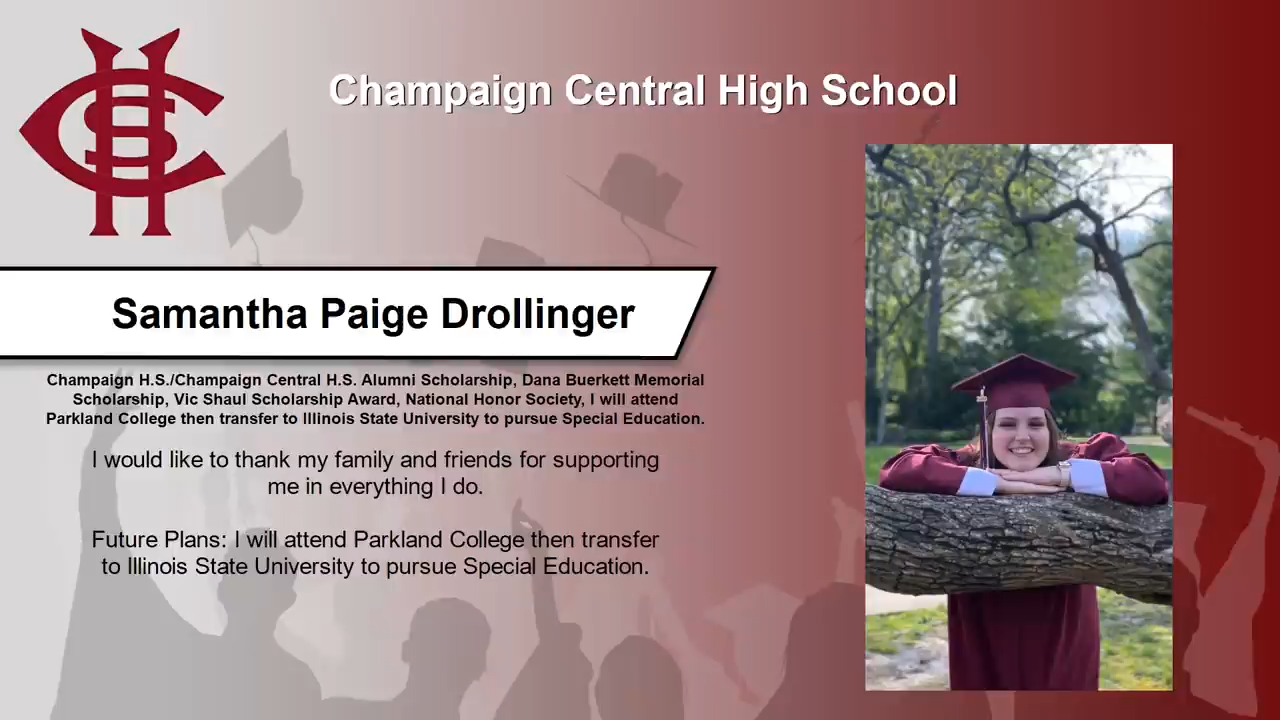 CHS
Champaign Central High School
Samantha Paige Drollinger
Champaign H.S./Champaign Central H.S. Alumni Scholarship, Dana Buerkett Memorial
Scholarship, Vic Shaul Scholarship Award, National Honor Society, I will attend
Parkland College then transfer to Illinois State University to pursue Special Education.
I would like to thank my family and friends for supporting
me in everything I do.
Future Plans: I will attend Parkland College then transfer
to Illinois State University to pursue Special Education.